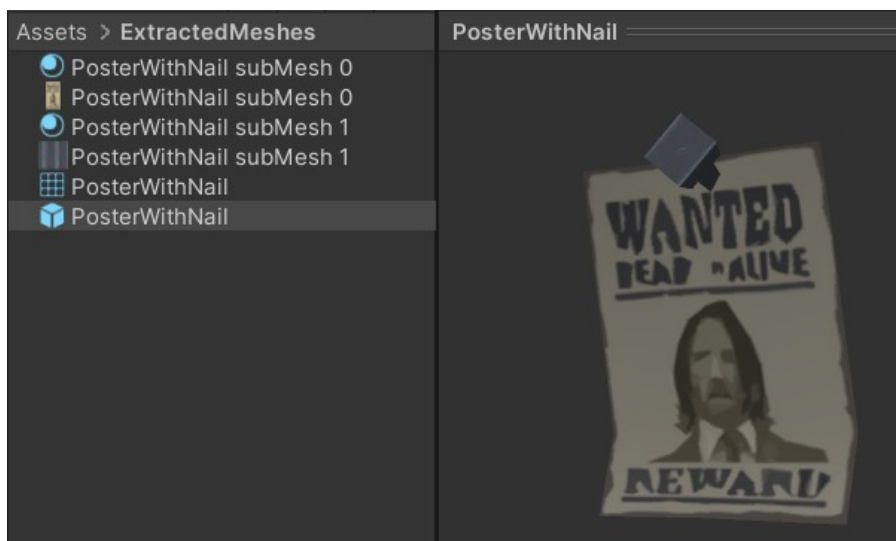 Assets > ExtractedMeshes
PosterWithNail subMesh 0
PosterWithNail subMesh 0
PosterWithNail subMesh 1
PosterWithNail subMesh 1
PosterWithNail
PosterWithNail
PosterWithNail
WANTED
DEAD or ALIVE
REWARD